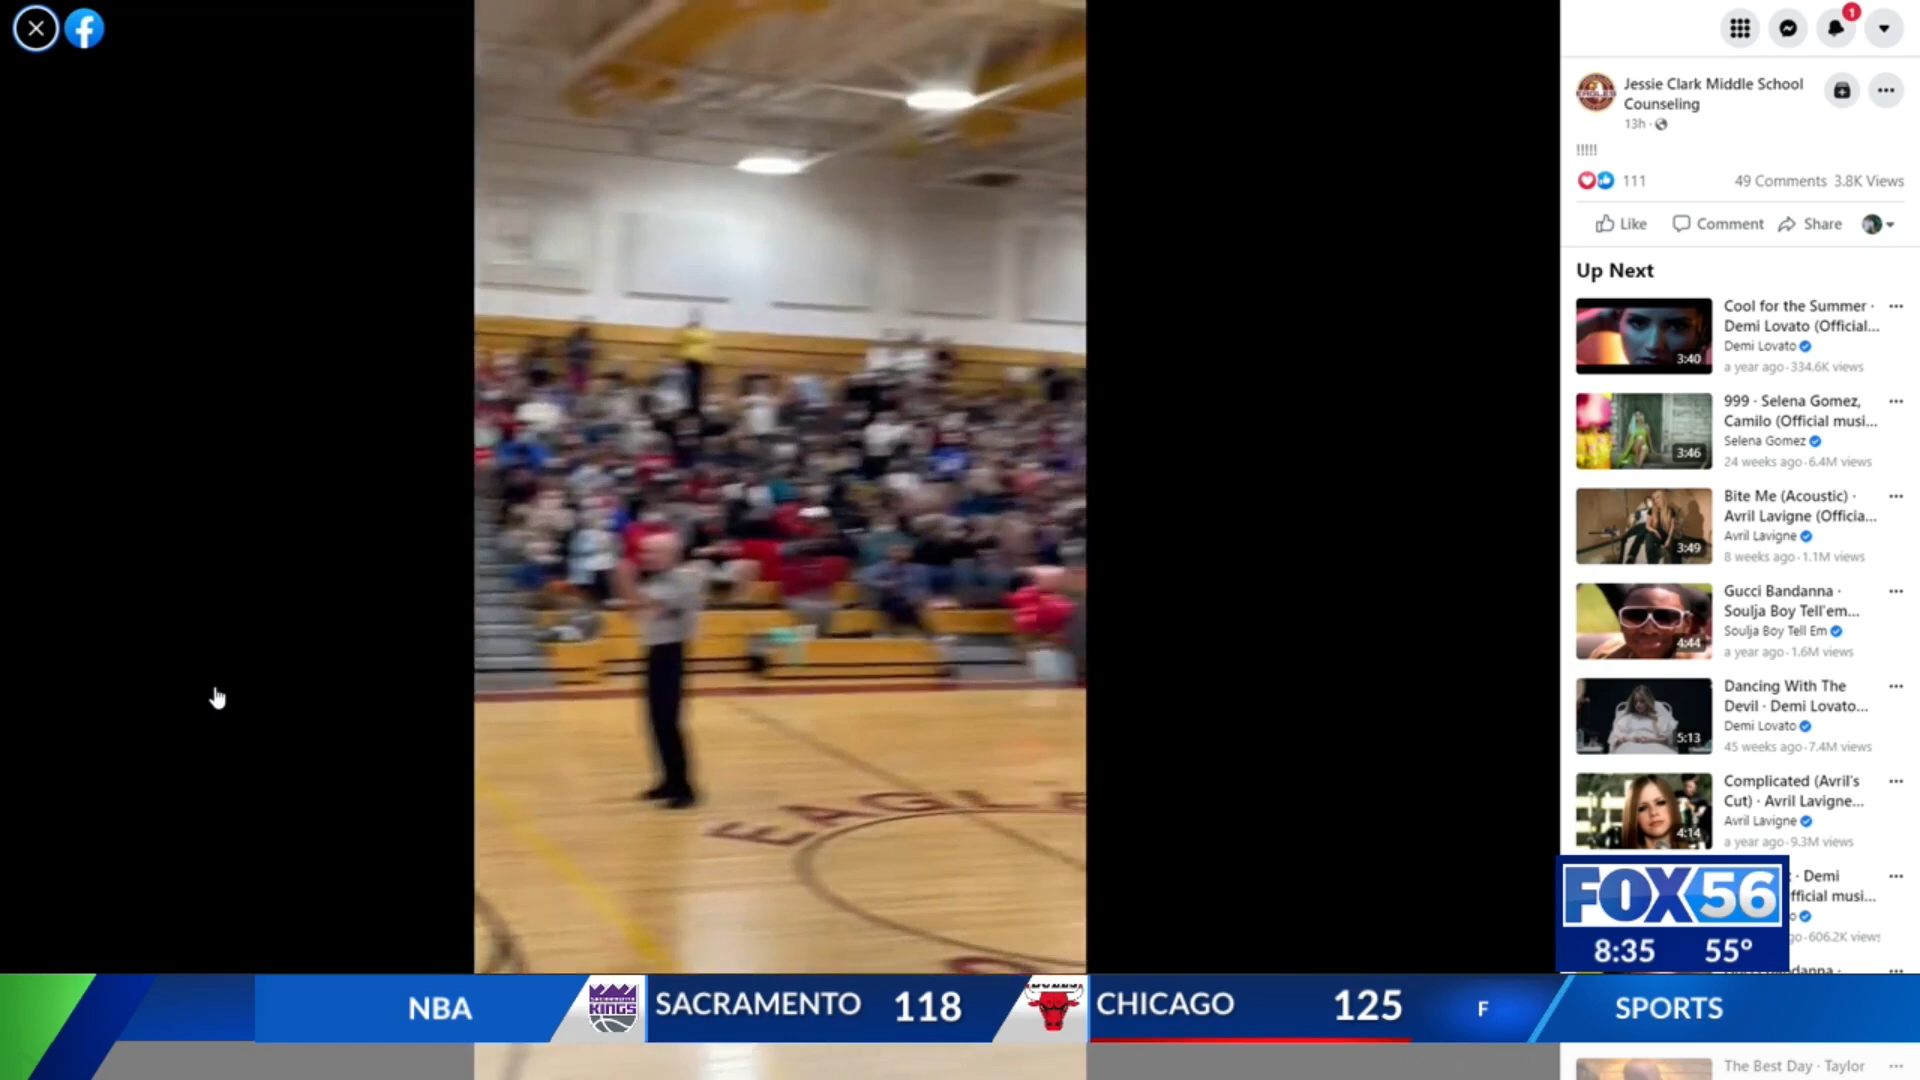 1
Jessie Clark Middle School
Counseling
13h
!!!!!
111
49 Comments 3.8K Views
Like Comment Share
Up Next
Cool for the Summer ·
Demi Lovato (Official...
Demi Lovato
a year ago · 334.6K views
3:40
999 · Selena Gomez,
Camilo (Official musi...
Selena Gomez
24 weeks ago · 6.4M views
3:46
Bite Me (Acoustic) ·
Avril Lavigne (Officia...
Avril Lavigne
8 weeks ago · 1.1M views
3:49
Gucci Bandanna ·
Soulja Boy Tell'em...
Soulja Boy Tell Em
a year ago · 1.6M views
4:44
Dancing With The
Devil · Demi Lovato...
Demi Lovato
45 weeks ago · 7.4M views
5:13
Complicated (Avril's
Cut) · Avril Lavigne...
Avril Lavigne
a year ago · 9.3M views
4:14
· Demi
fficial musi...
go · 606.2K views
EAGLE
FOX 56
8:35 55°
NBA
KINGS
SACRAMENTO 118
CHICAGO 125
F
SPORTS
The Best Day · Taylor